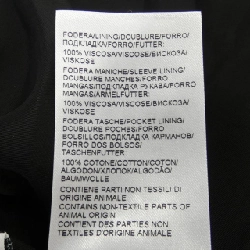 FODERA/LINING/DOUBLURE/FORRO/
ПОДКЛАДКА/FORRO/FUTTER:
100% VISCOSA/VISCOSE/ВИСКОЗА/
VISKOSE
FODERA MANICHE/SLEEVE LINING/
DOUBLURE MANCHES/FORRO
MANGAS/ПОДКЛАДКА РУКАВА/FORRO
MANGAS/ÄRMELFUTTER:
100% VISCOSA/VISCOSE/ВИСКОЗА/
VISKOSE
FODERA TASCHE/POCKET LINING/
DOUBLURE POCHES/FORRO
BOLSILLOS/ПОДКЛАДКА КАРМАНОВ/
FORRO DOS BOLSOS/
TASCHENFUTTER
100% COTONE/COTTON/COTON/
ALGODÓN/ХЛОПОК/ALGODÃO/
BAUMWOLLE
CONTIENE PARTI NON TESSILI DI
ORIGINE ANIMALE
CONTAINS NON-TEXTILE PARTS OF
ANIMAL ORIGIN
CONTIENT DES PARTIES NON
TEXTILES D'ORIGINE ANIMALE